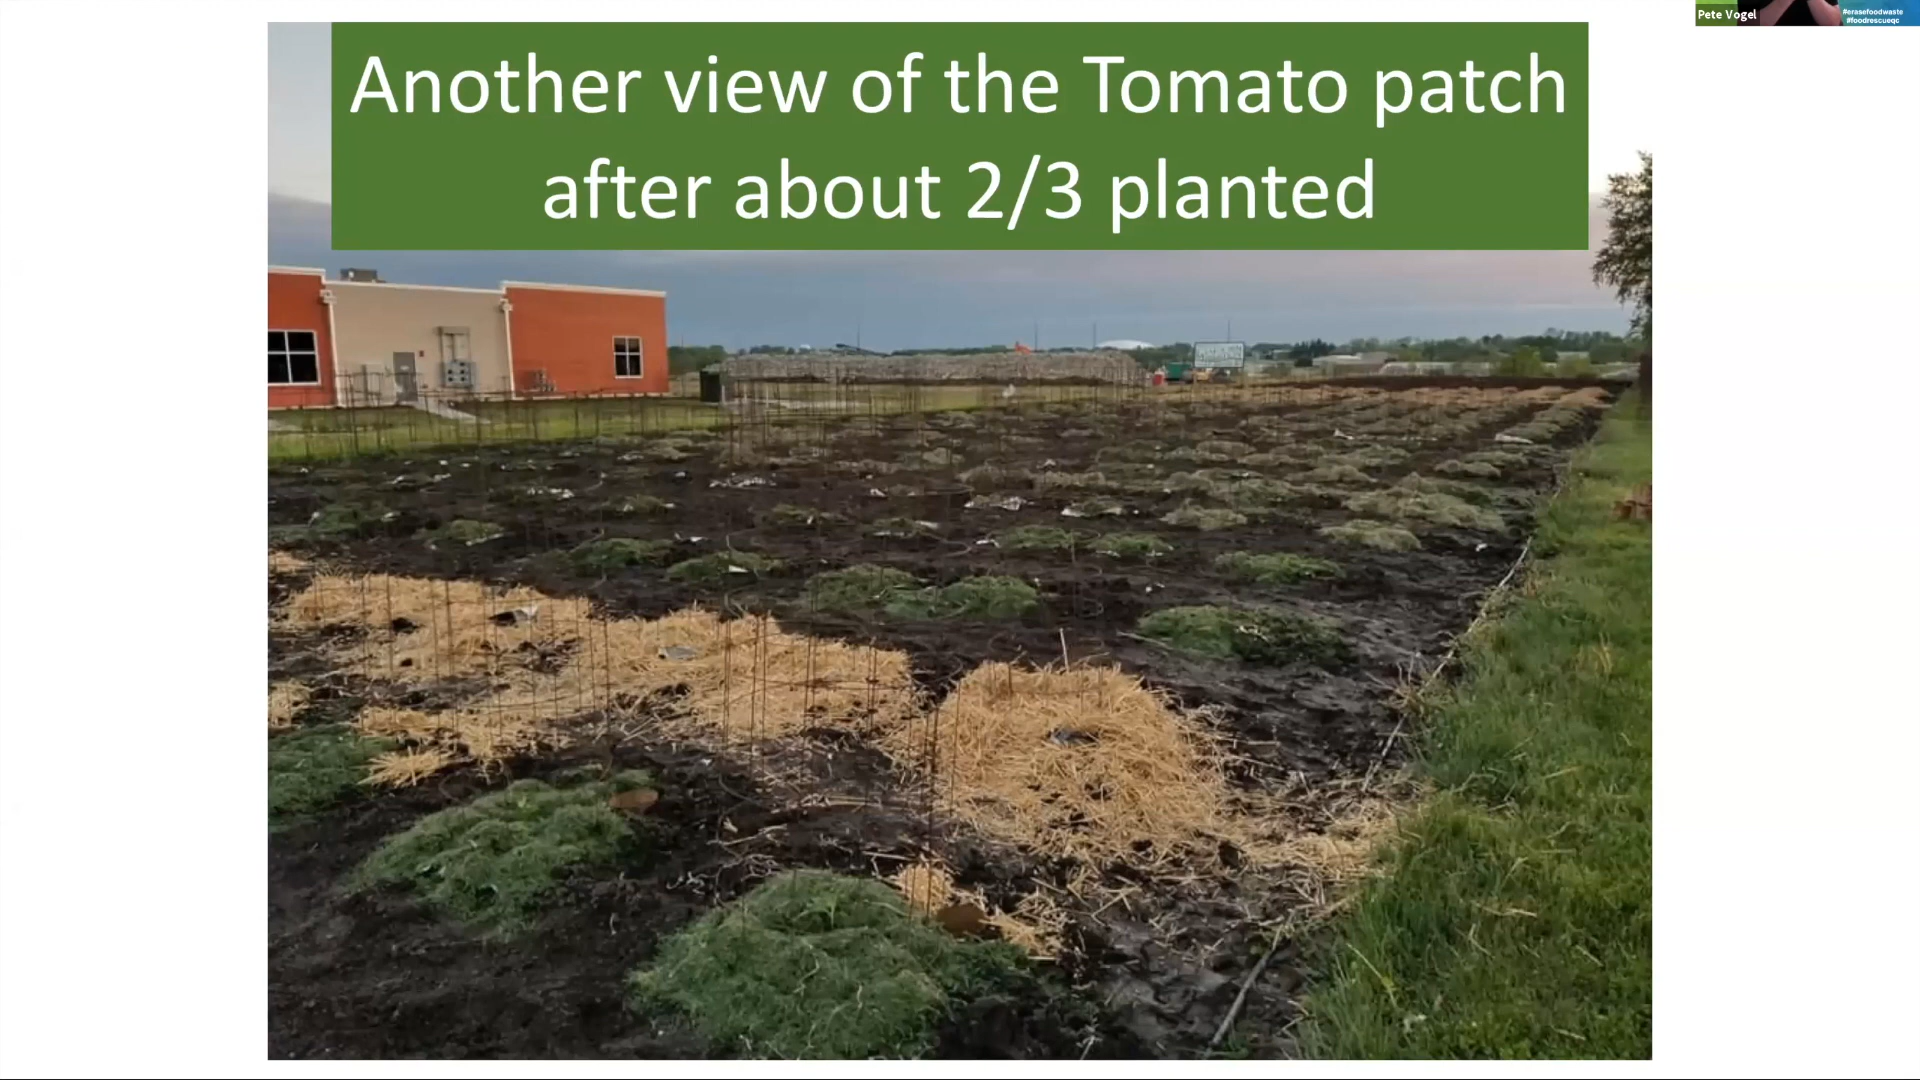 Pete Vogel
#erasefoodwaste
#foodrescueqc
Another view of the Tomato patch
after about 2/3 planted